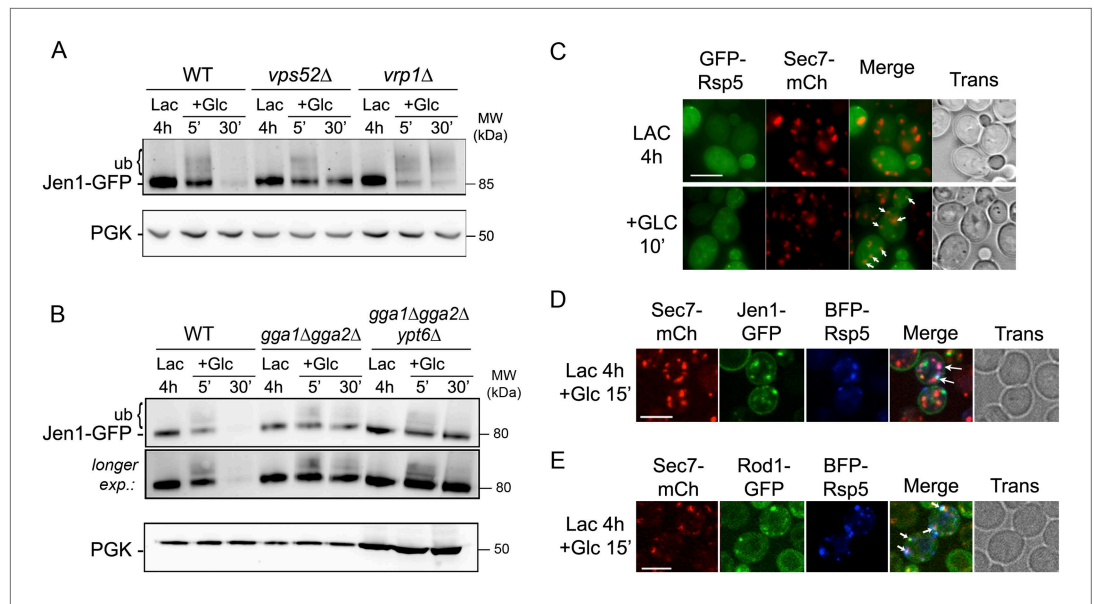 A
WT vps52Δ vrp1Δ
Lac +Glc Lac +Glc Lac +Glc
4h 5’ 30’ 4h 5’ 30’ 4h 5’ 30’
MW
(kDa)
ub
Jen1-GFP
85
PGK
50
B
WT gga1Δgga2Δ gga1Δgga2Δ
ypt6Δ
Lac +Glc Lac +Glc Lac +Glc
4h 5’ 30’ 4h 5’ 30’ 4h 5’ 30’
MW
(kDa)
ub
Jen1-GFP
80
longer
exp.:
80
PGK
50
C
GFP-
Rsp5
Sec7-
mCh
Merge
Trans
LAC
4h
+GLC
10’
D
Sec7-
mCh
Jen1-
GFP
BFP-
Rsp5
Merge
Trans
Lac 4h
+Glc 15’
E
Sec7-
mCh
Rod1-
GFP
BFP-
Rsp5
Merge
Trans
Lac 4h
+Glc 15’